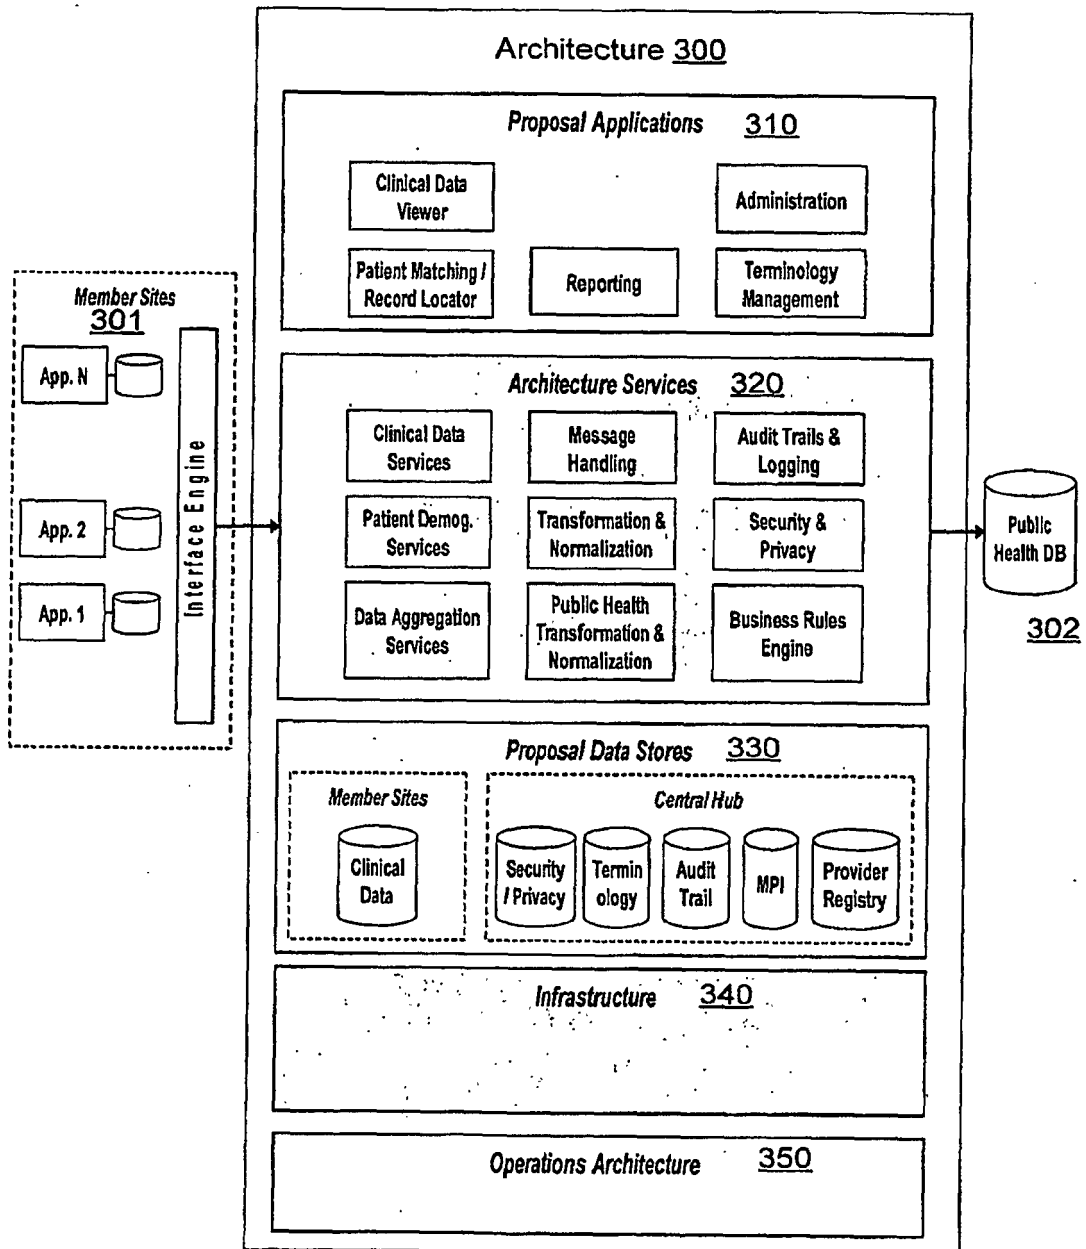 Architecture 300
Proposal Applications 310
Clinical Data
Viewer
Administration
Patient Matching /
Record Locator
Reporting
Terminology
Management
Member Sites
301
App. N
App. 2
App. 1
Interface Engine
Architecture Services 320
Clinical Data
Services
Message
Handling
Audit Trails &
Logging
Patient Demog.
Services
Transformation &
Normalization
Security &
Privacy
Data Aggregation
Services
Public Health
Transformation &
Normalization
Business Rules
Engine
Public
Health DB
302
Proposal Data Stores 330
Member Sites
Clinical
Data
Central Hub
Security
/ Privacy
Termin
ology
Audit
Trail
MPI
Provider
Registry
Infrastructure 340
Operations Architecture 350